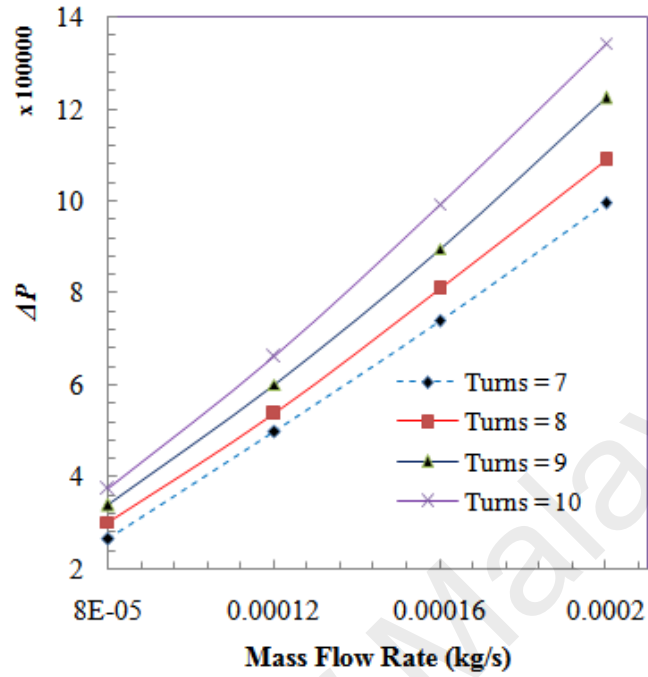 x 100000
ΔP
14
12
10
8
6
4
2
8E-05 0.00012 0.00016 0.0002
Mass Flow Rate (kg/s)
Turns = 7
Turns = 8
Turns = 9
Turns = 10
Malay